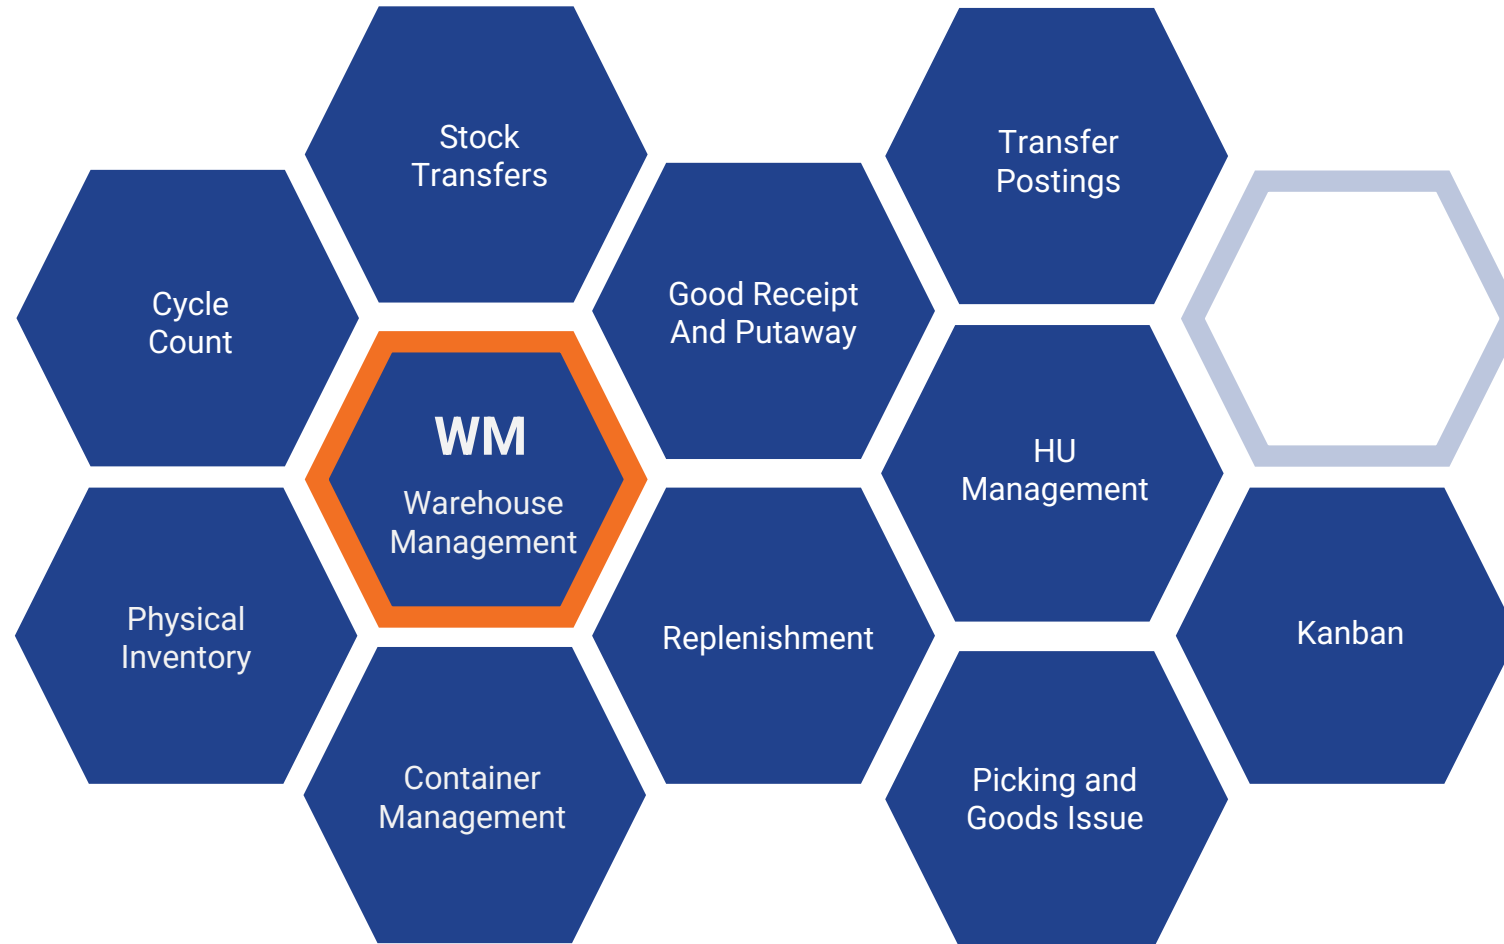 Stock
Transfers
Transfer
Postings
Cycle
Count
Good Receipt
And Putaway
WM
Warehouse
Management
HU
Management
Physical
Inventory
Replenishment
Kanban
Container
Management
Picking and
Goods Issue